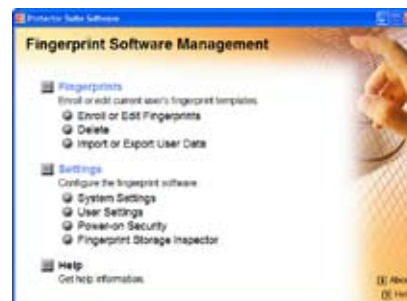 Protector Suite Software
Fingerprint Software Management
Fingerprints
Enroll or edit current user's fingerprint templates.
Enroll or Edit Fingerprints
Delete
Import or Export User Data
Settings
Configure the fingerprint software.
System Settings
User Settings
Power-on Security
Fingerprint Storage Inspector
Help
Get help information.